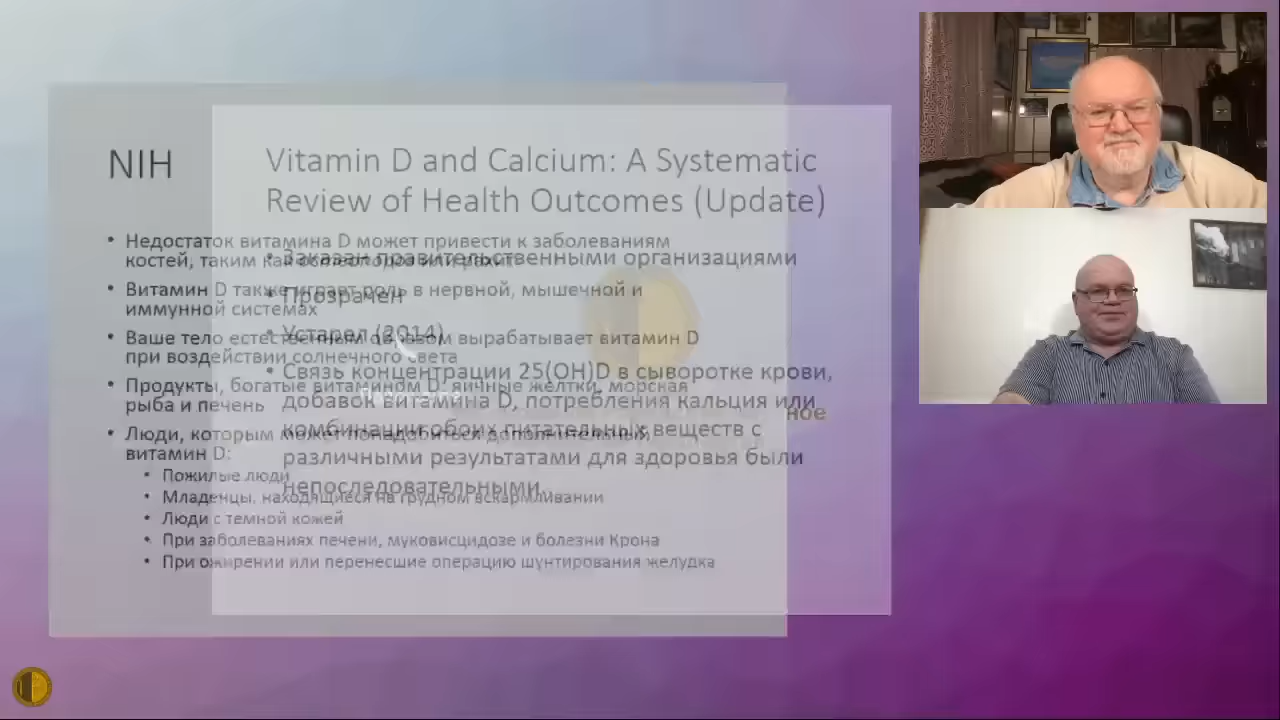 NIH
Недостаток витамина D может привести к заболеваниям
костей, таким как остеопороз или рахит
Витамин D также играет роль в нервной, мышечной и
иммунной системах
Ваше тело естественным образом вырабатывает витамин D
при воздействии солнечного света
Продукты, богатые витамином D: яичные желтки, морская
рыба и печень
Люди, которым может понадобиться дополнительный
витамин D:
Пожилые люди
Младенцы, находящиеся на грудном вскармливании
Люди с темной кожей
При заболеваниях печени, муковисцидозе и болезни Крона
При ожирении или перенесшие операцию шунтирования желудка
Vitamin D and Calcium: A Systematic
Review of Health Outcomes (Update)
Заказан правительственными организациями
Прозрачен
Устарел (2014)
Связь концентрации 25(OH)D в сыворотке крови,
добавок витамина D, потребления кальция или
комбинации обоих питательных веществ с
различными результатами для здоровья были
непоследовательными.